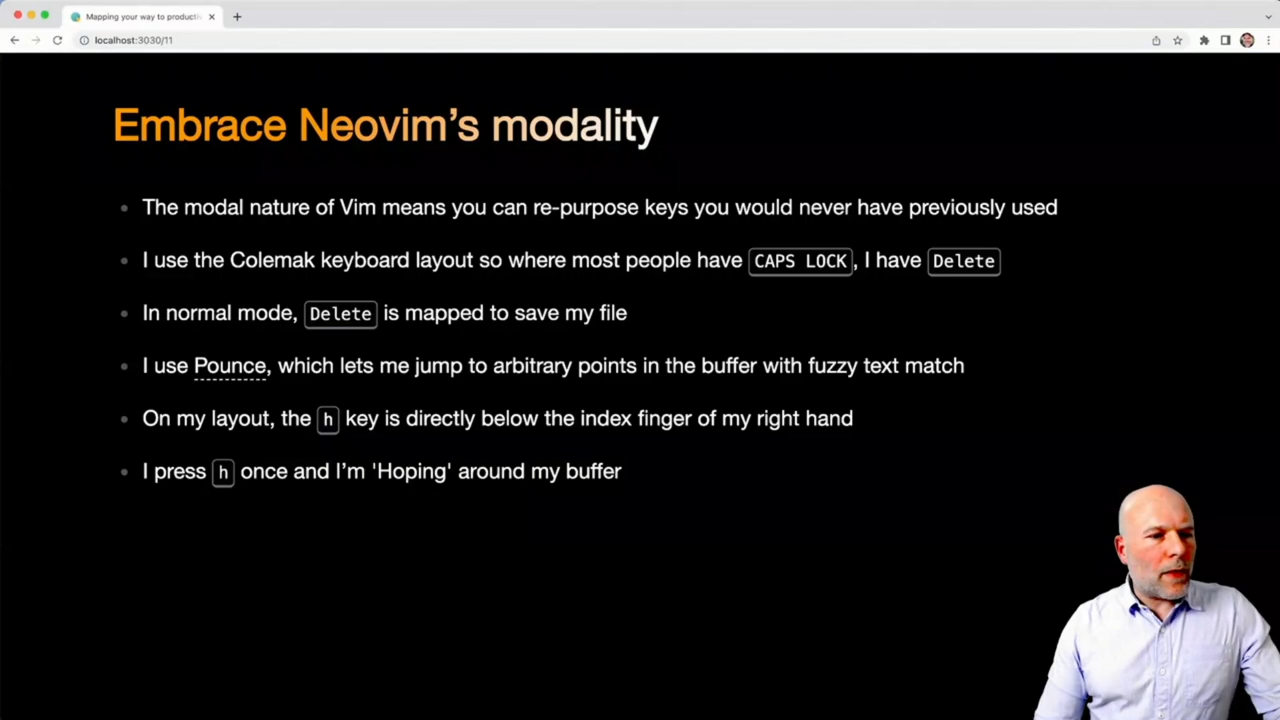 Mapping your way to producti
localhost:3030/11
Embrace Neovim’s modality
The modal nature of Vim means you can re-purpose keys you would never have previously used
I use the Colemak keyboard layout so where most people have CAPS LOCK, I have Delete
In normal mode, Delete is mapped to save my file
I use Pounce, which lets me jump to arbitrary points in the buffer with fuzzy text match
On my layout, the h key is directly below the index finger of my right hand
I press h once and I’m 'Hoping' around my buffer